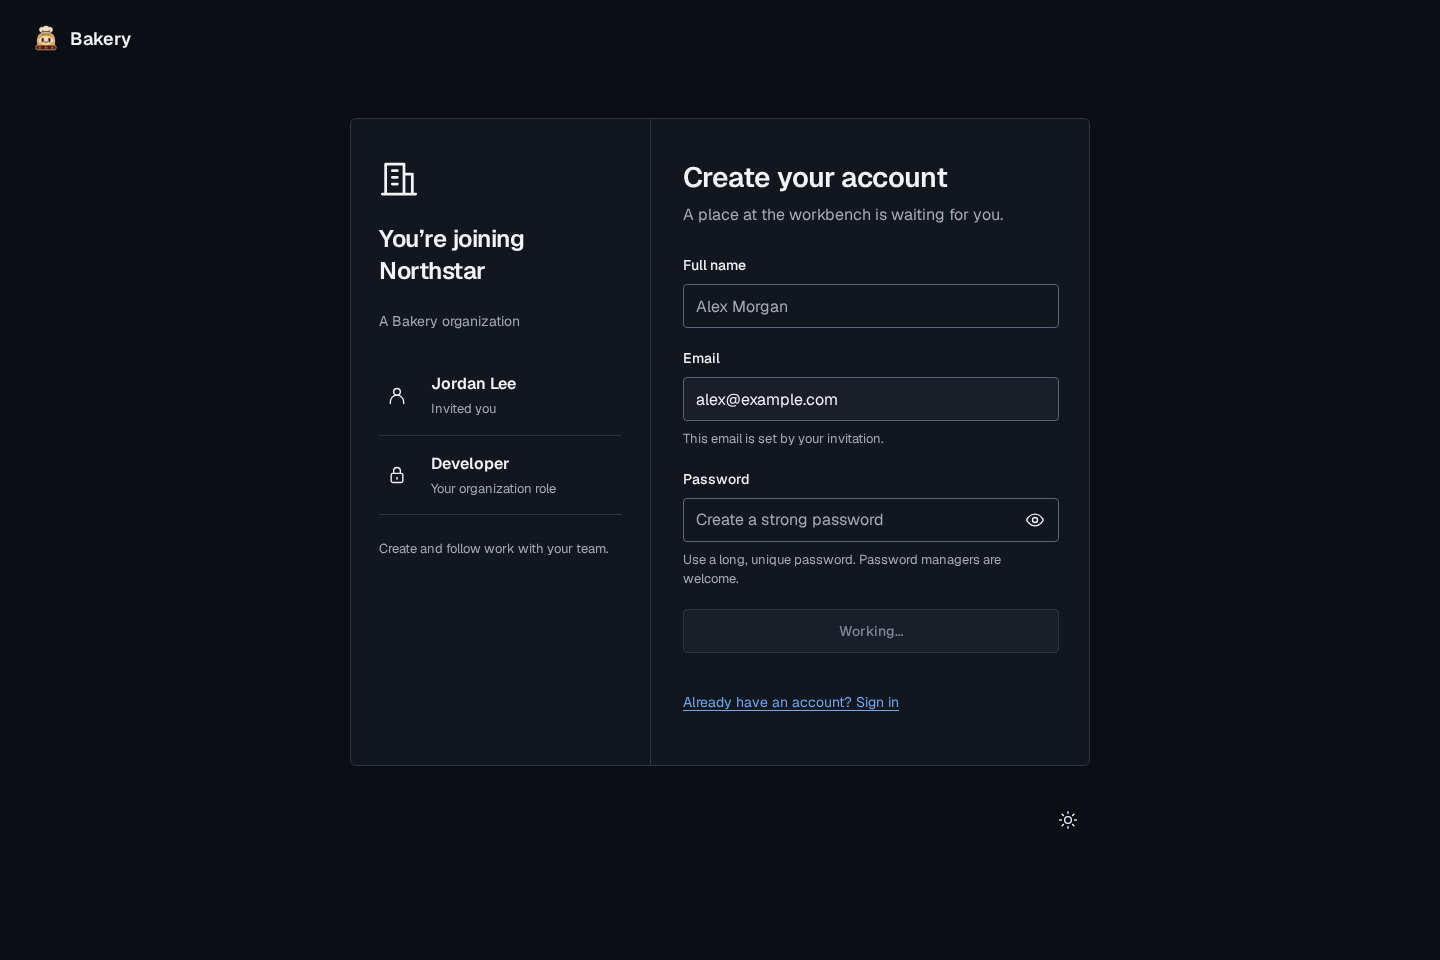 Bakery
You’re joining
Northstar
A Bakery organization
Jordan Lee
Invited you
Developer
Your organization role
Create and follow work with your team.
Create your account
A place at the workbench is waiting for you.
Full name
Alex Morgan
Email
alex@example.com
This email is set by your invitation.
Password
Create a strong password
Use a long, unique password. Password managers are
welcome.
Working…
Already have an account? Sign in